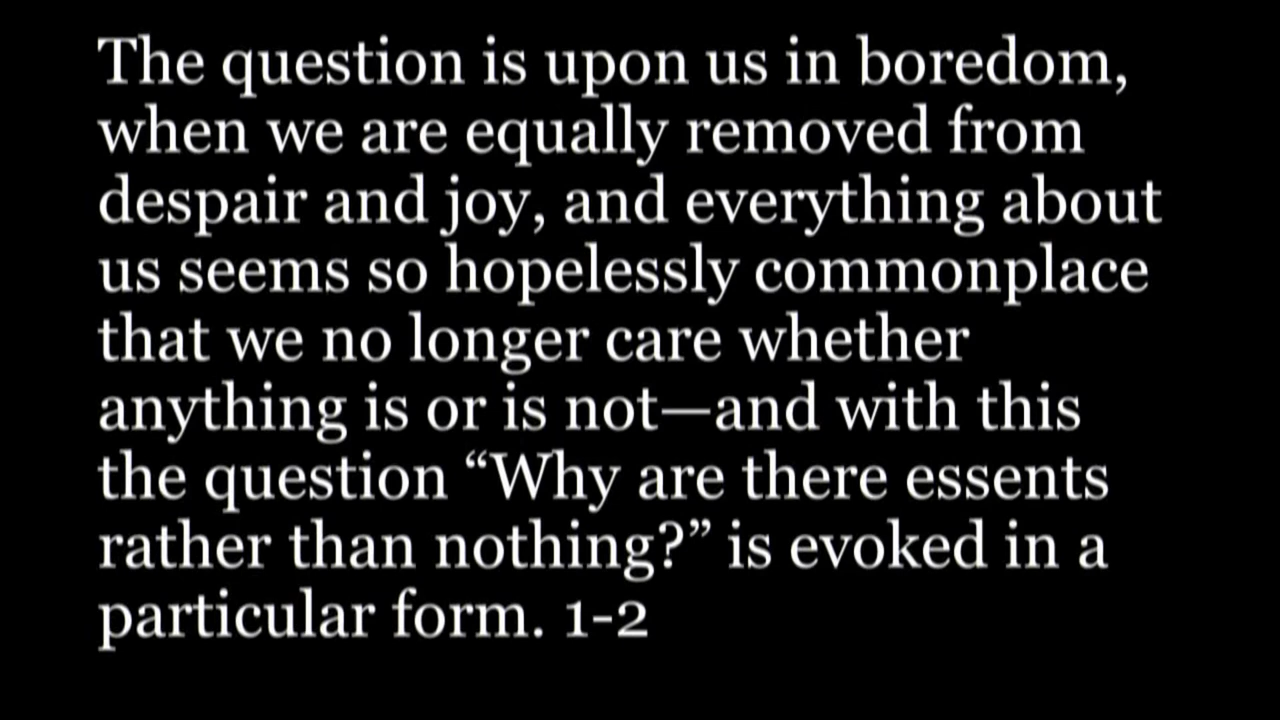 The question is upon us in boredom,
when we are equally removed from
despair and joy, and everything about
us seems so hopelessly commonplace
that we no longer care whether
anything is or is not—and with this
the question “Why are there essents
rather than nothing?” is evoked in a
particular form. 1-2